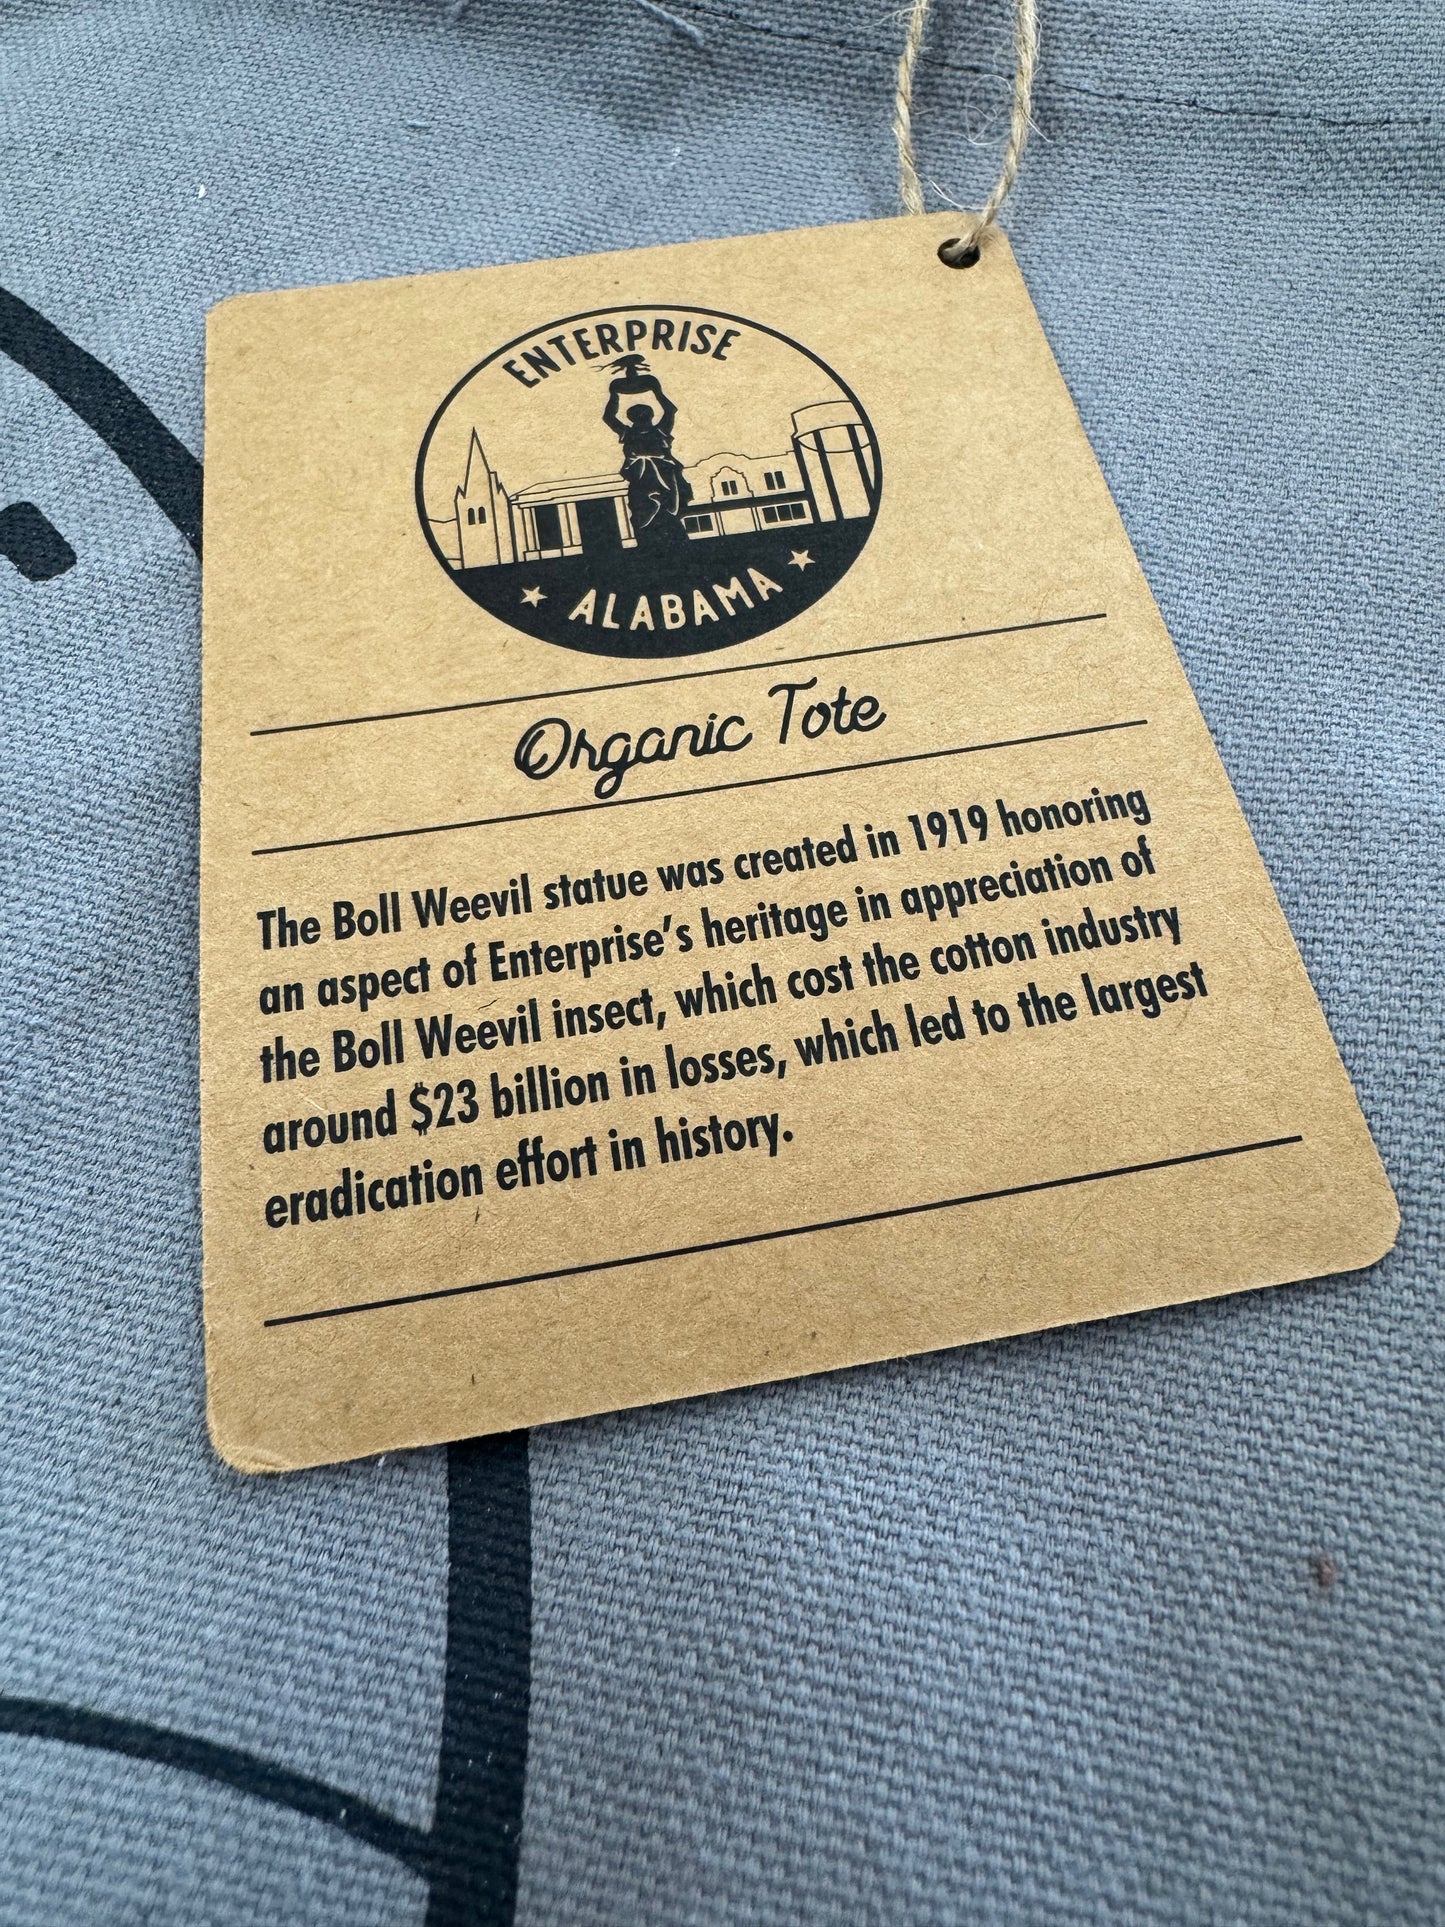 ENTERPRISE
★ ALABAMA ★
Organic Tote
The Boll Weevil statue was created in 1919 honoring
an aspect of Enterprise's heritage in appreciation of
the Boll Weevil insect, which cost the cotton industry
around $23 billion in losses, which led to the largest
eradication effort in history.